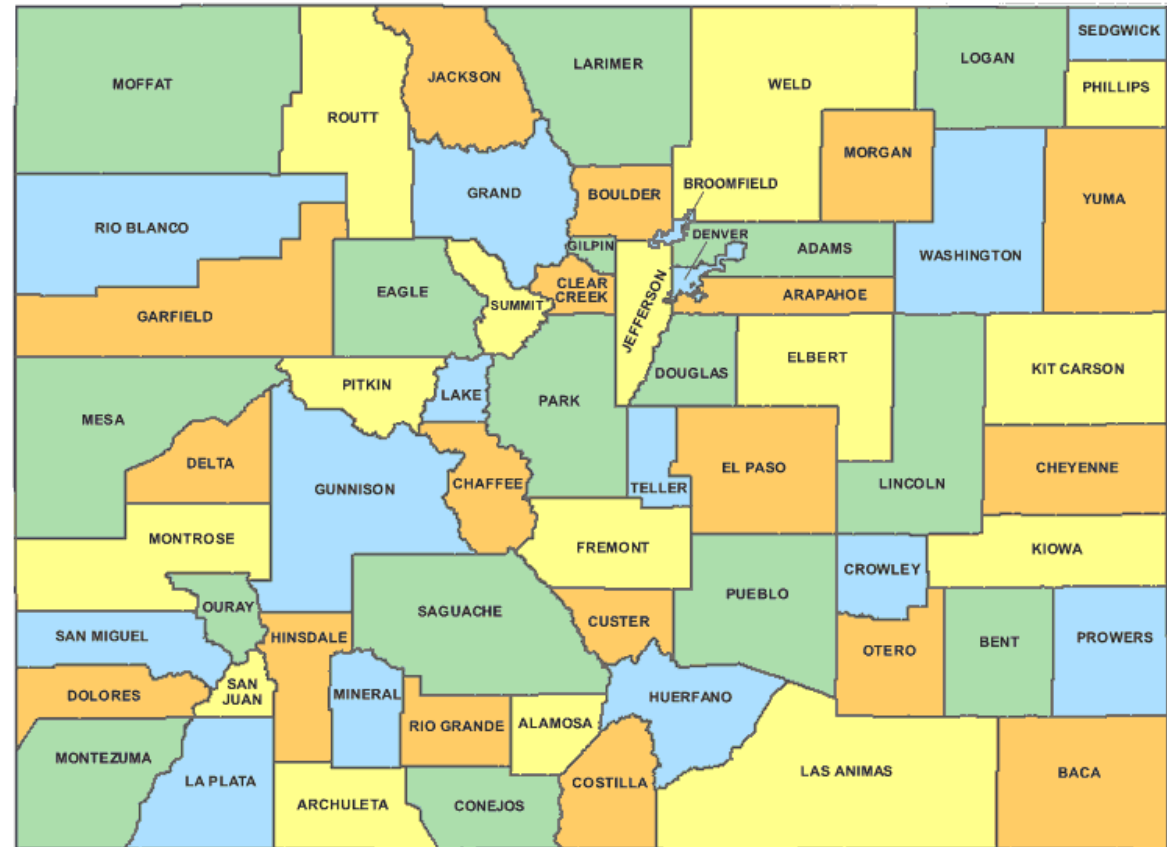 SEDGWICK
LOGAN
LARIMER
JACKSON
MOFFAT
WELD
PHILLIPS
ROUTT
MORGAN
BROOMFIELD
GRAND
BOULDER
YUMA
RIO BLANCO
DENVER
GILPIN
ADAMS
WASHINGTON
EAGLE
CLEAR
CREEK
SUMMIT
ARAPAHOE
JEFFERSON
GARFIELD
ELBERT
KIT CARSON
DOUGLAS
PITKIN
LAKE
PARK
MESA
DELTA
EL PASO
CHEYENNE
GUNNISON
CHAFFEE
TELLER
LINCOLN
MONTROSE
FREMONT
KIOWA
CROWLEY
PUEBLO
OURAY
SAGUACHE
CUSTER
SAN MIGUEL
HINSDALE
PROWERS
BENT
OTERO
SAN
JUAN
DOLORES
MINERAL
HUERFANO
RIO GRANDE
ALAMOSA
MONTEZUMA
LA PLATA
COSTILLA
LAS ANIMAS
BACA
ARCHULETA
CONEJOS